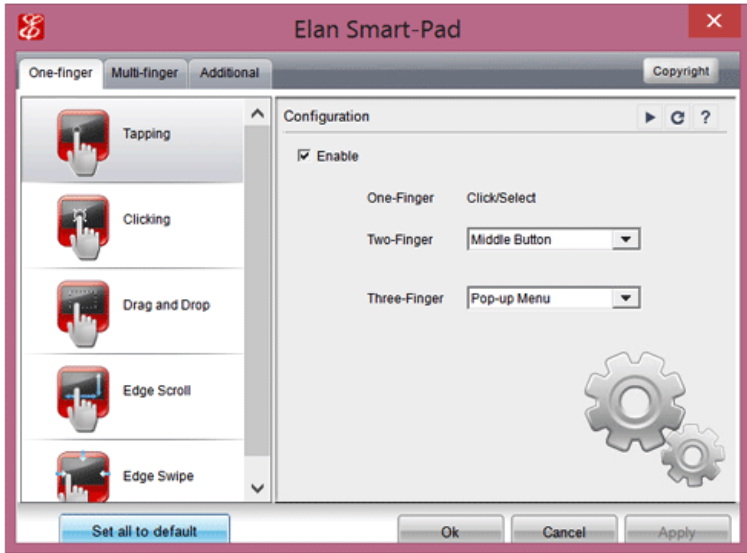 Elan Smart-Pad
One-finger Multi-finger Additional Copyright
Tapping
Clicking
Drag and Drop
Edge Scroll
Edge Swipe
Configuration ?
Enable
One-Finger Click/Select
Two-Finger Middle Button
Three-Finger Pop-up Menu
Set all to default Ok Cancel Apply